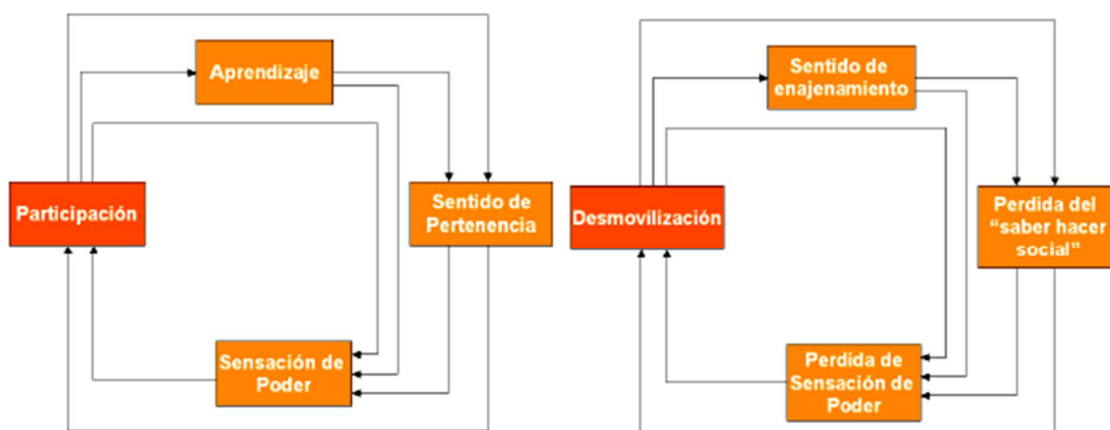 Aprendizaje
Participación
Sentido de
Pertenencia
Sensación de
Poder
Sentido de
enajenamiento
Desmovilización
Perdida del
“saber hacer
social”
Perdida de
Sensación de
Poder